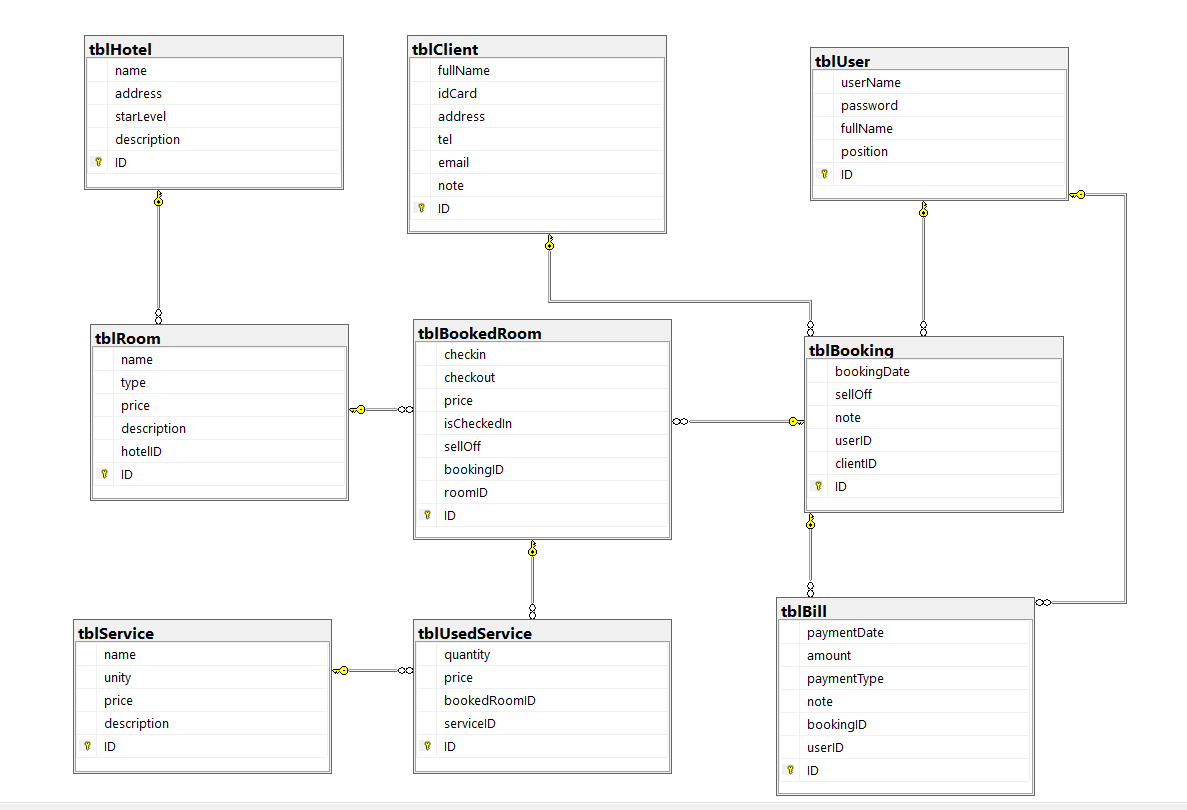 tblHotel
name
address
starLevel
description
ID
tblClient
fullName
idCard
address
tel
email
note
ID
tblUser
userName
password
fullName
position
ID
tblRoom
name
type
price
description
hotelID
ID
tblBookedRoom
checkin
checkout
price
isCheckedIn
sellOff
bookingID
roomID
ID
tblBooking
bookingDate
sellOff
note
userID
clientID
ID
tblService
name
unity
price
description
ID
tblUsedService
quantity
price
bookedRoomID
serviceID
ID
tblBill
paymentDate
amount
paymentType
note
bookingID
userID
ID